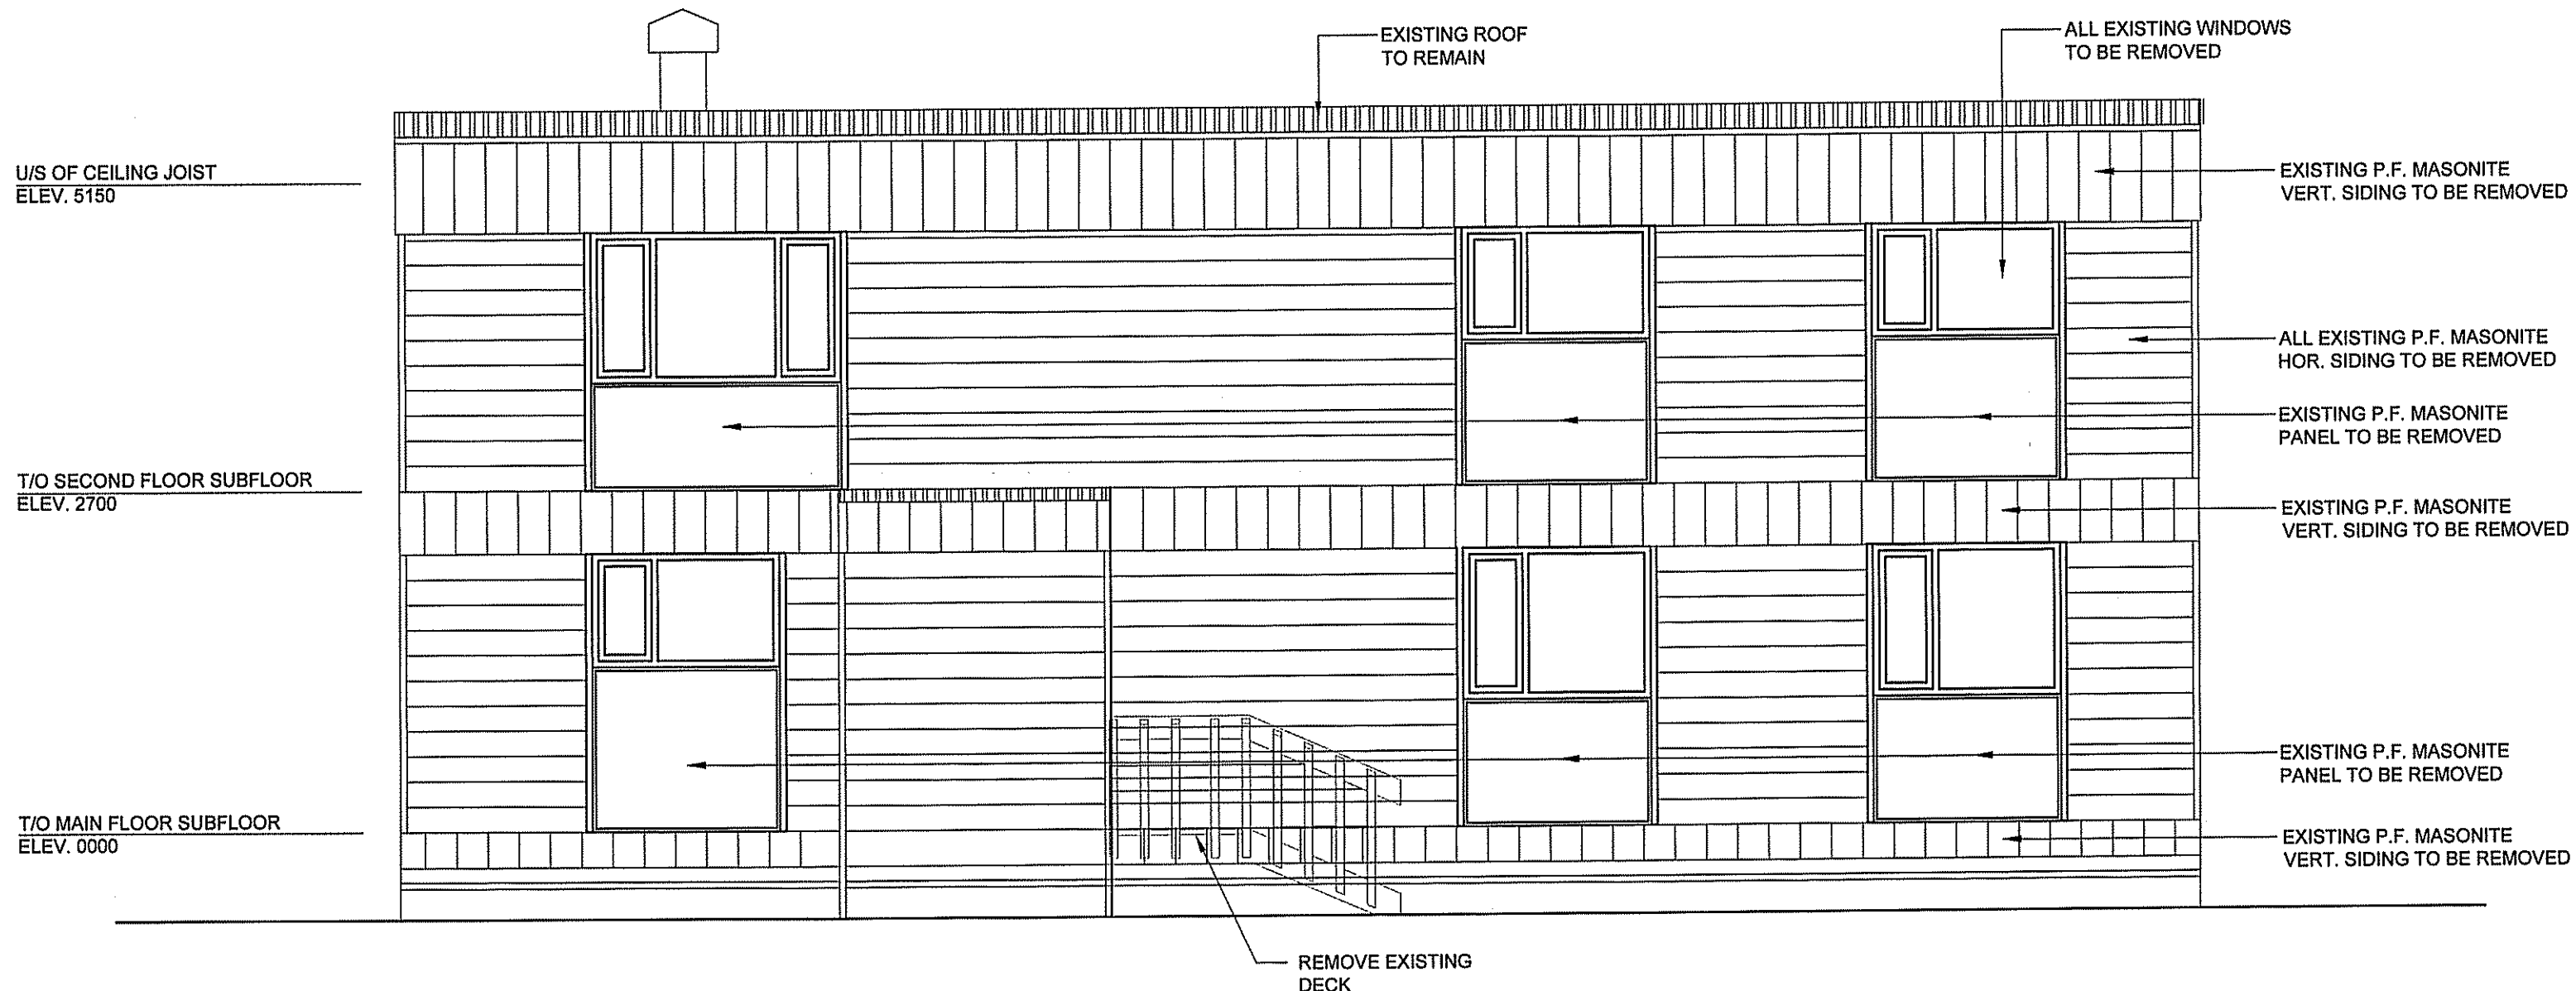 EXISTING ROOF
TO REMAIN
ALL EXISTING WINDOWS
TO BE REMOVED
U/S OF CEILING JOIST
ELEV. 5150
EXISTING P.F. MASONITE
VERT. SIDING TO BE REMOVED
ALL EXISTING P.F. MASONITE
HOR. SIDING TO BE REMOVED
EXISTING P.F. MASONITE
PANEL TO BE REMOVED
T/O SECOND FLOOR SUBFLOOR
ELEV. 2700
EXISTING P.F. MASONITE
VERT. SIDING TO BE REMOVED
EXISTING P.F. MASONITE
PANEL TO BE REMOVED
T/O MAIN FLOOR SUBFLOOR
ELEV. 0000
EXISTING P.F. MASONITE
VERT. SIDING TO BE REMOVED
REMOVE EXISTING
DECK